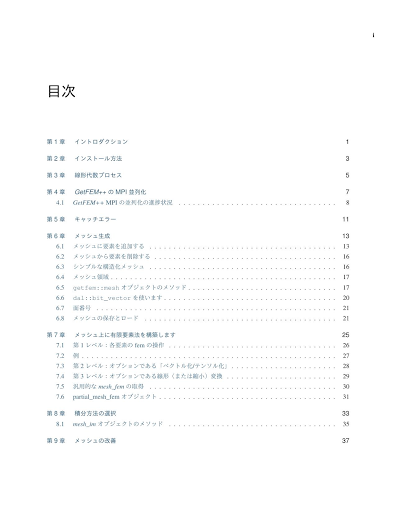 i
目次
第 1 章 イントロダクション 1
第 2 章 インストール方法 3
第 3 章 線形代数プロセス 5
第 4 章 GetFEM++ の MPI 並列化 7
4.1 GetFEM++ MPI の並列化の進捗状況 . . . . . . . . . . . . . . . . . . . . 8
第 5 章 キャッチエラー 11
第 6 章 メッシュ生成 13
6.1 メッシュに要素を追加する . . . . . . . . . . . . . . . . . . . . 13
6.2 メッシュから要素を削除する . . . . . . . . . . . . . . . . . . . . 16
6.3 シンプルな構造化メッシュ . . . . . . . . . . . . . . . . . . . . 16
6.4 メッシュ領域 . . . . . . . . . . . . . . . . . . . . 17
6.5 getfem::mesh オブジェクトのメソッド . . . . . . . . . . . . . . . . . . . . 17
6.6 dal::bit_vector を使います . . . . . . . . . . . . . . . . . . . . 20
6.7 面番号 . . . . . . . . . . . . . . . . . . . . 21
6.8 メッシュの保存とロード . . . . . . . . . . . . . . . . . . . . 21
第 7 章 メッシュ上に有限要素法を構築します 25
7.1 第 1 レベル：各要素の fem の操作 . . . . . . . . . . . . . . . . . . . . 26
7.2 例 . . . . . . . . . . . . . . . . . . . . 27
7.3 第 2 レベル：オプションである「ベクトル化/テンソル化」 . . . . . . . . . . . . . . . . . . . . 28
7.4 第 3 レベル：オプションである線形（または縮小）変換 . . . . . . . . . . . . . . . . . . . . 29
7.5 汎用的な mesh_fem の取得 . . . . . . . . . . . . . . . . . . . . 30
7.6 partial_mesh_fem オブジェクト . . . . . . . . . . . . . . . . . . . . 31
第 8 章 積分方法の選択 33
8.1 mesh_im オブジェクトのメソッド . . . . . . . . . . . . . . . . . . . . 35
第 9 章 メッシュの改善 37